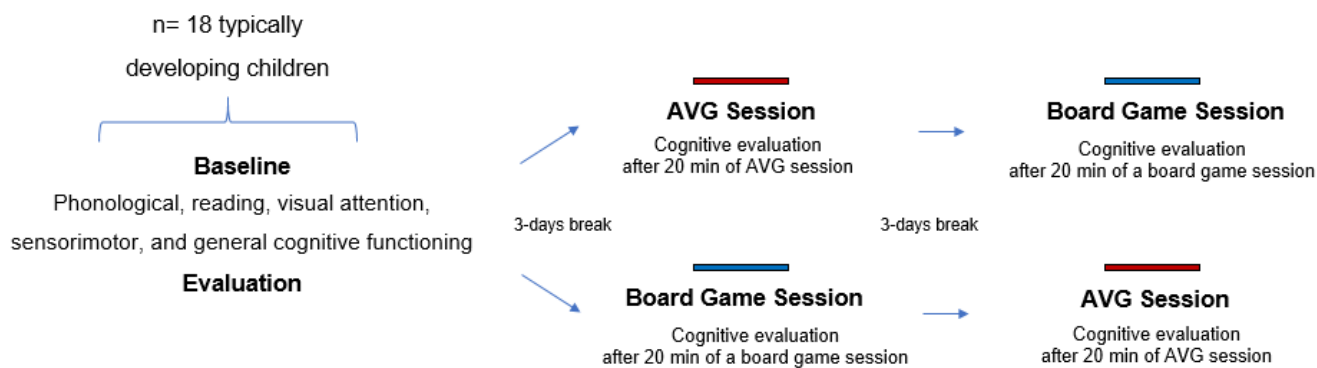 n= 18 typically
developing children
Baseline
Phonological, reading, visual attention,
sensorimotor, and general cognitive functioning
Evaluation
AVG Session
Cognitive evaluation
after 20 min of AVG session
Board Game Session
Cognitive evaluation
after 20 min of a board game session
3-days break
3-days break
Board Game Session
Cognitive evaluation
after 20 min of a board game session
AVG Session
Cognitive evaluation
after 20 min of AVG session